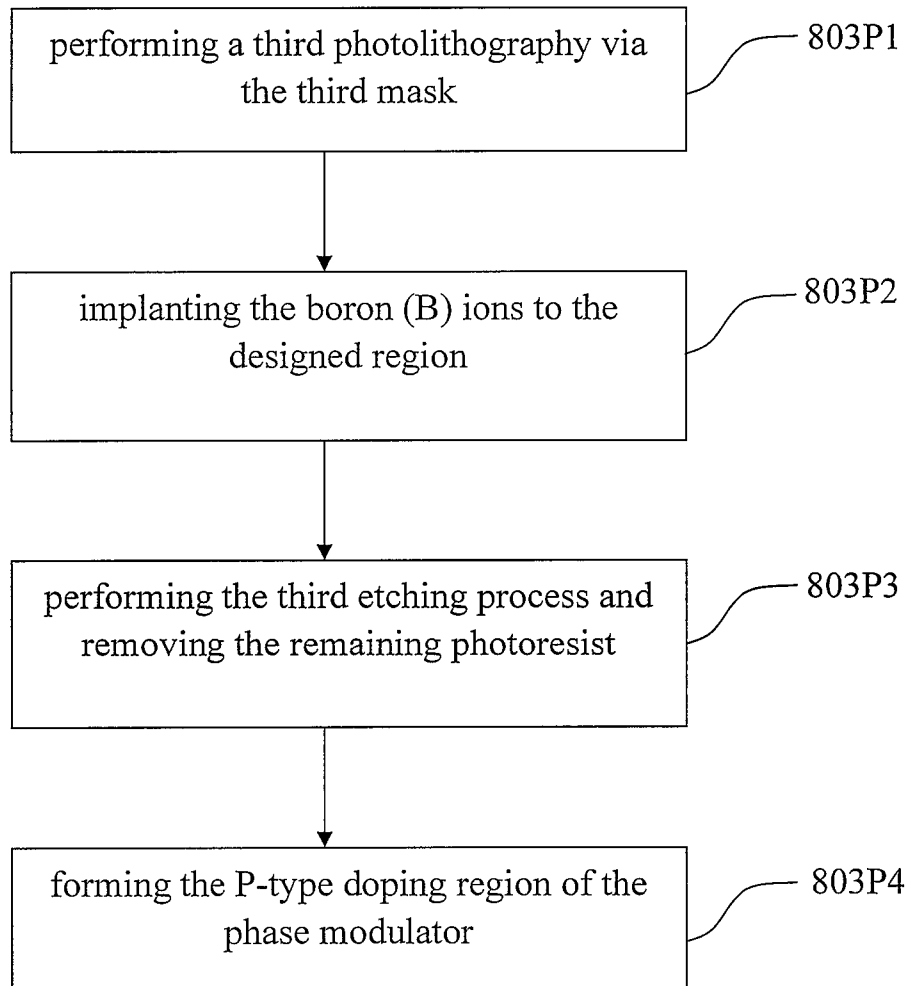 performing a third photolithography via
the third mask
803P1
implanting the boron (B) ions to the
designed region
803P2
performing the third etching process and
removing the remaining photoresist
803P3
forming the P-type doping region of the
phase modulator
803P4